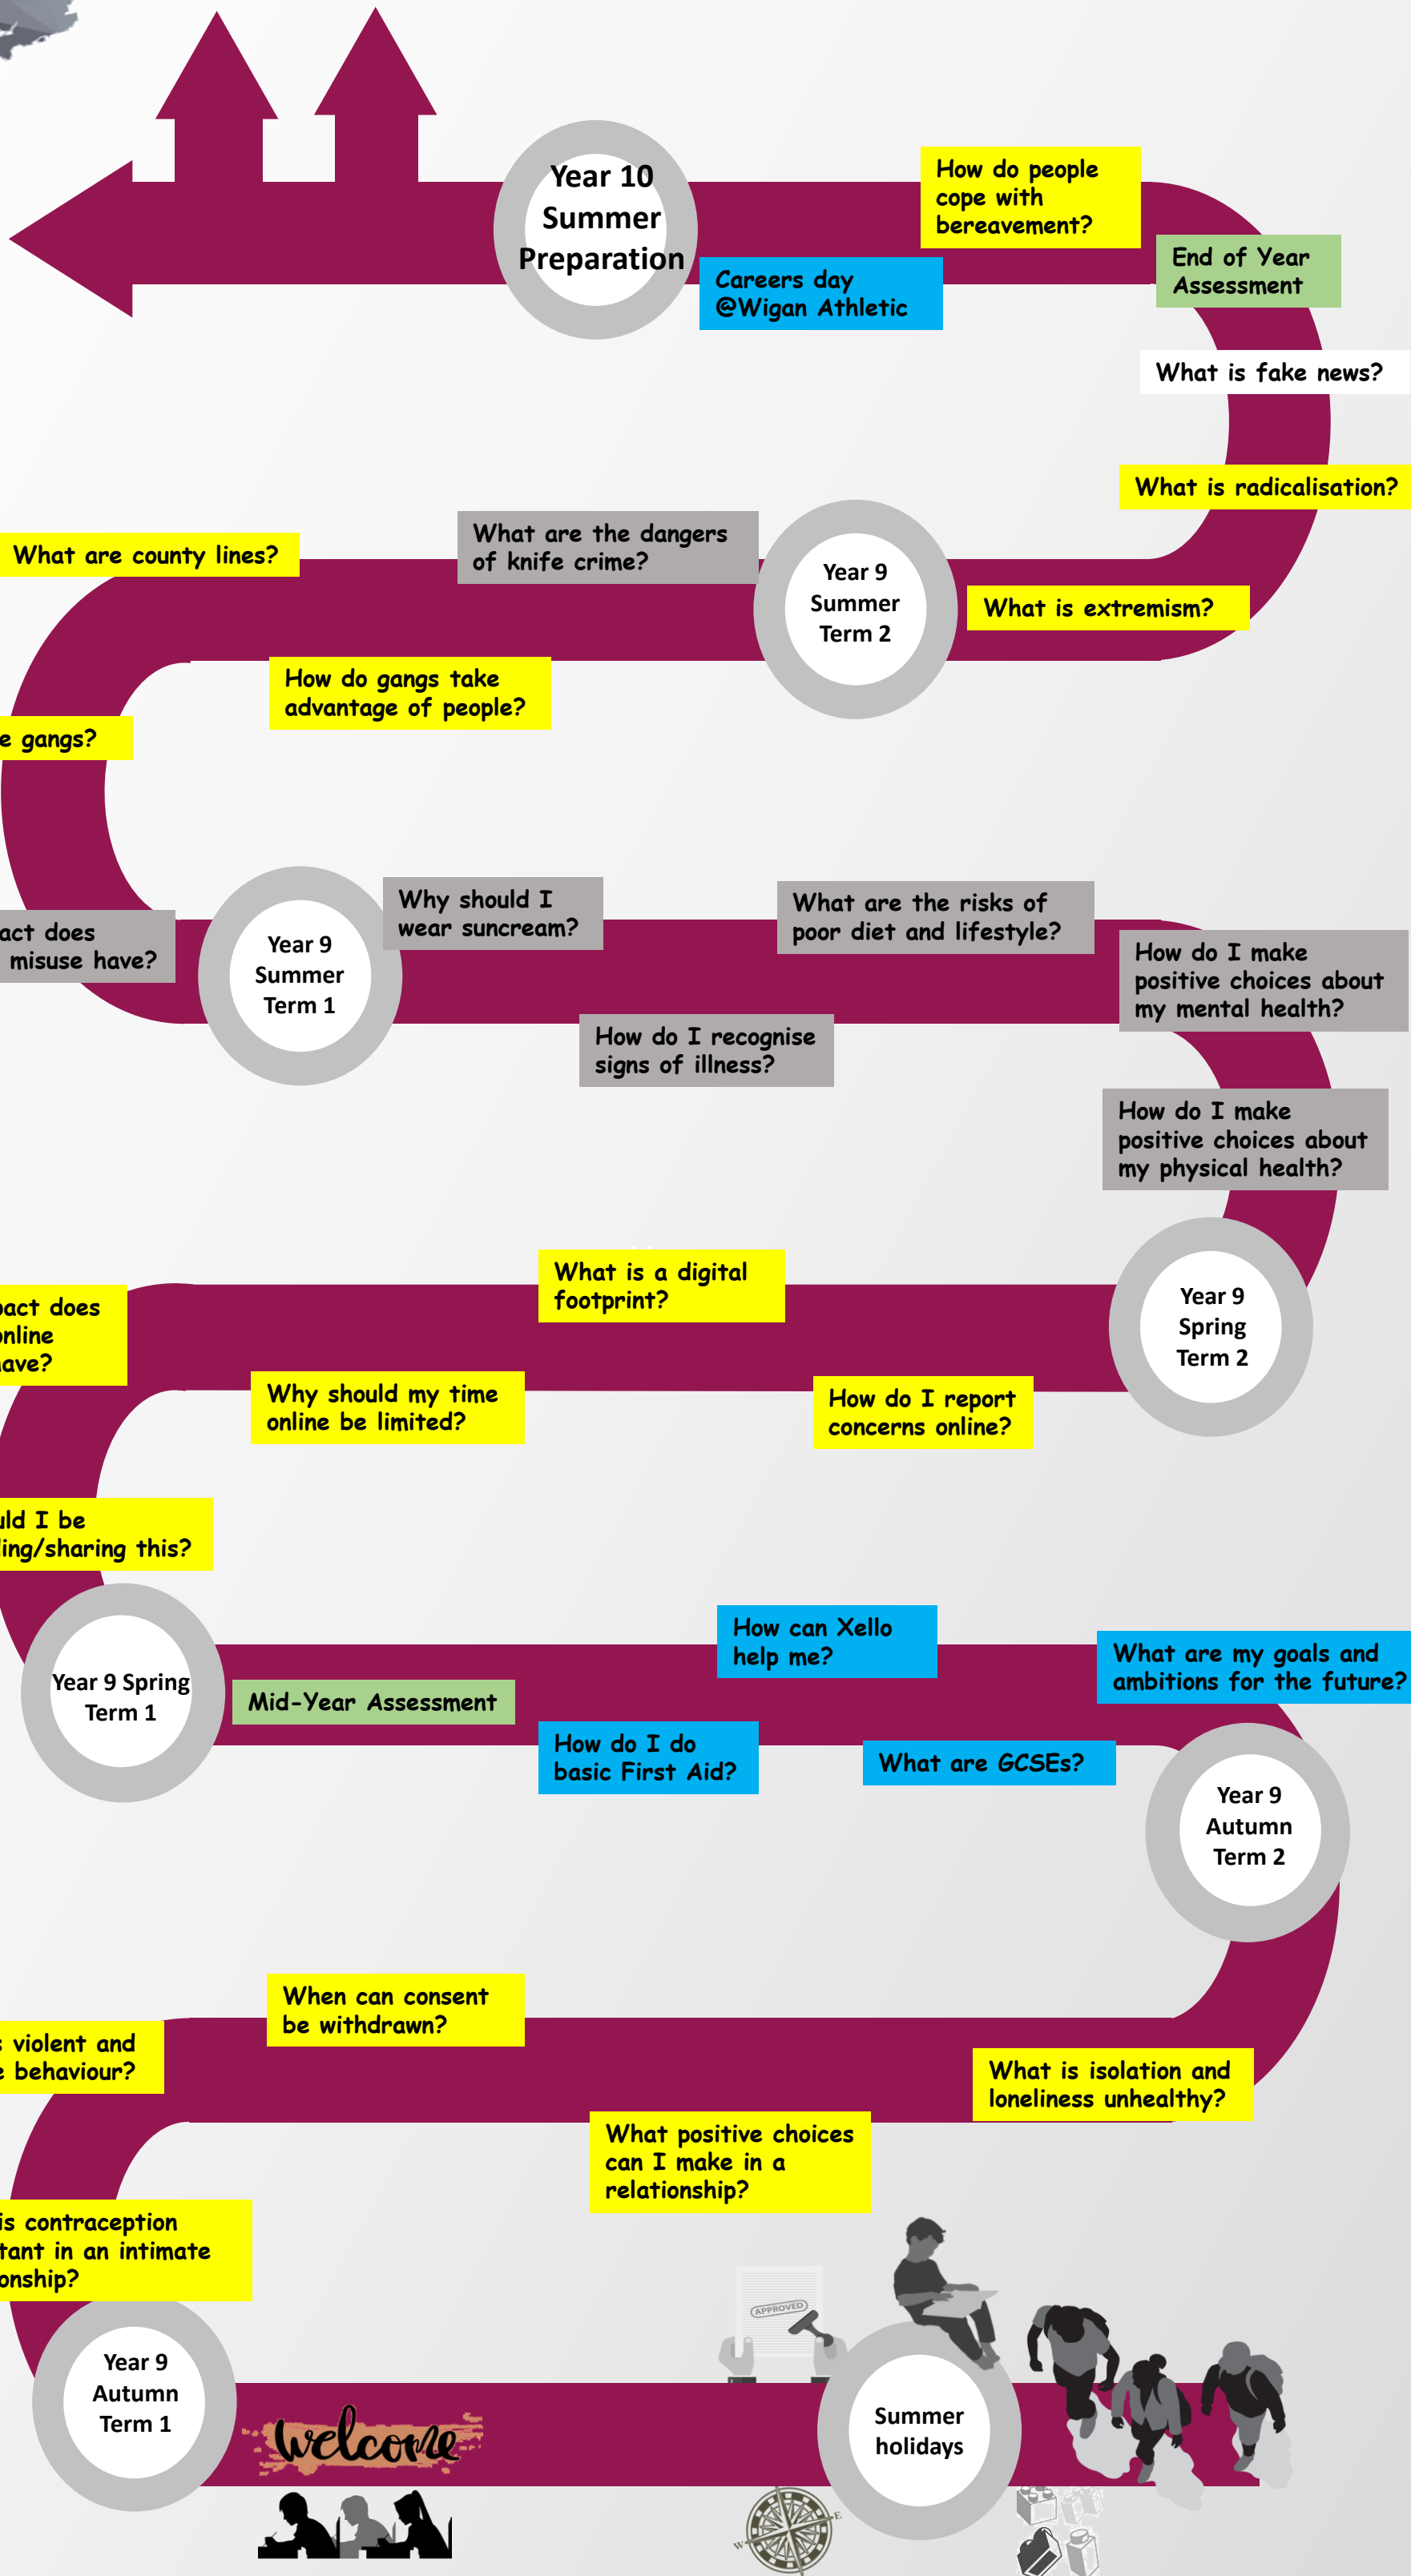 Year 10
Summer
Preparation
How do people
cope with
bereavement?
Careers day
@Wigan Athletic
End of Year
Assessment
What is fake news?
What is radicalisation?
What are county lines?
What are the dangers
of knife crime?
Year 9
Summer
Term 2
What is extremism?
How do gangs take
advantage of people?
gangs?
Why should I
wear suncream?
What are the risks of
poor diet and lifestyle?
does
misuse have?
Year 9
Summer
Term 1
How do I make
positive choices about
my mental health?
How do I recognise
signs of illness?
How do I make
positive choices about
my physical health?
What is a digital
footprint?
does
online
have?
Year 9
Spring
Term 2
Why should my time
online be limited?
How do I report
concerns online?
I be
sharing this?
How can Xello
help me?
What are my goals and
ambitions for the future?
Year 9 Spring
Term 1
Mid-Year Assessment
How do I do
basic First Aid?
What are GCSEs?
Year 9
Autumn
Term 2
When can consent
be withdrawn?
violent and
behaviour?
What is isolation and
loneliness unhealthy?
What positive choices
can I make in a
relationship?
is contraception
in an intimate
APPROVED
Year 9
Autumn
Term 1
welcome
Summer
holidays
W
E